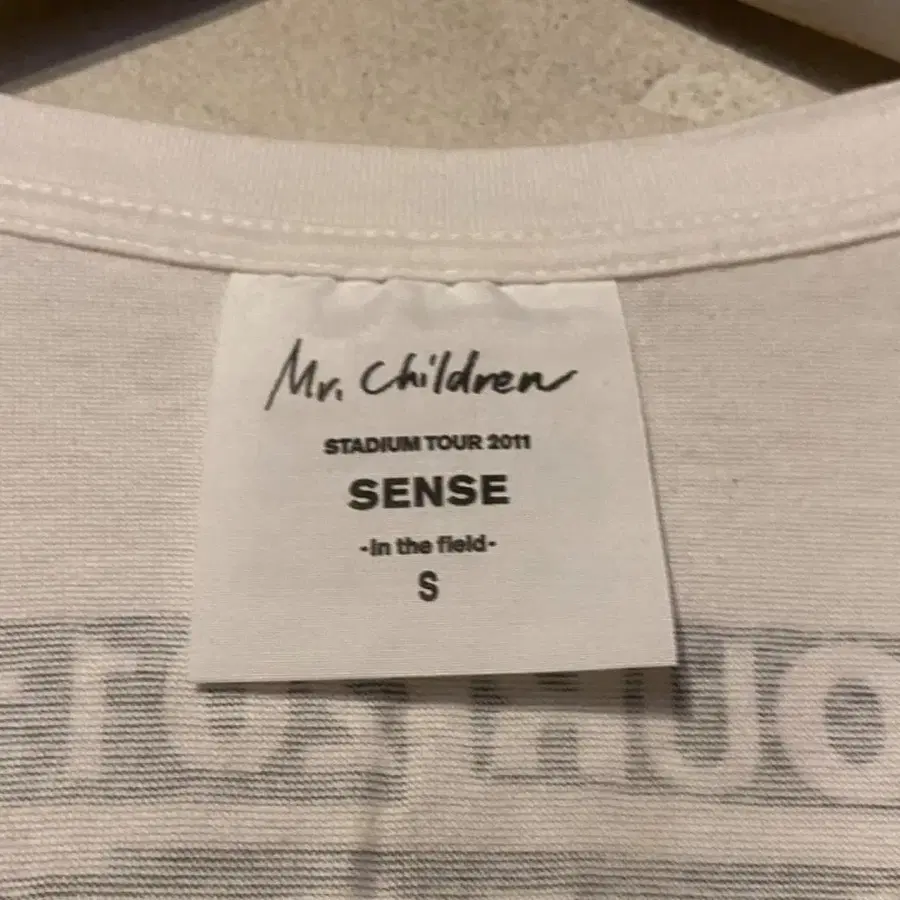 Mr. Children
STADIUM TOUR 2011
SENSE
-in the field-
S